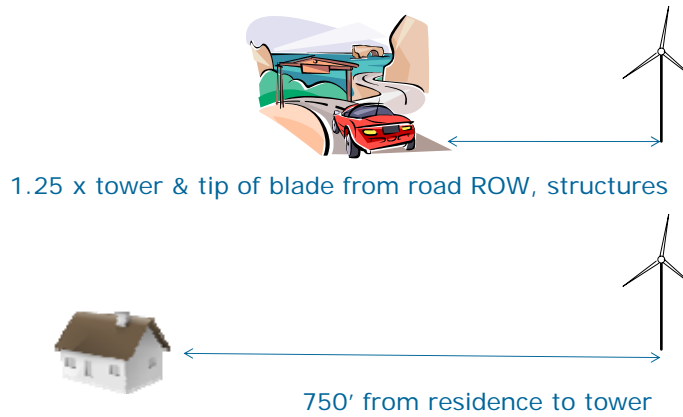 1.25 x tower & tip of blade from road ROW, structures
750’ from residence to tower